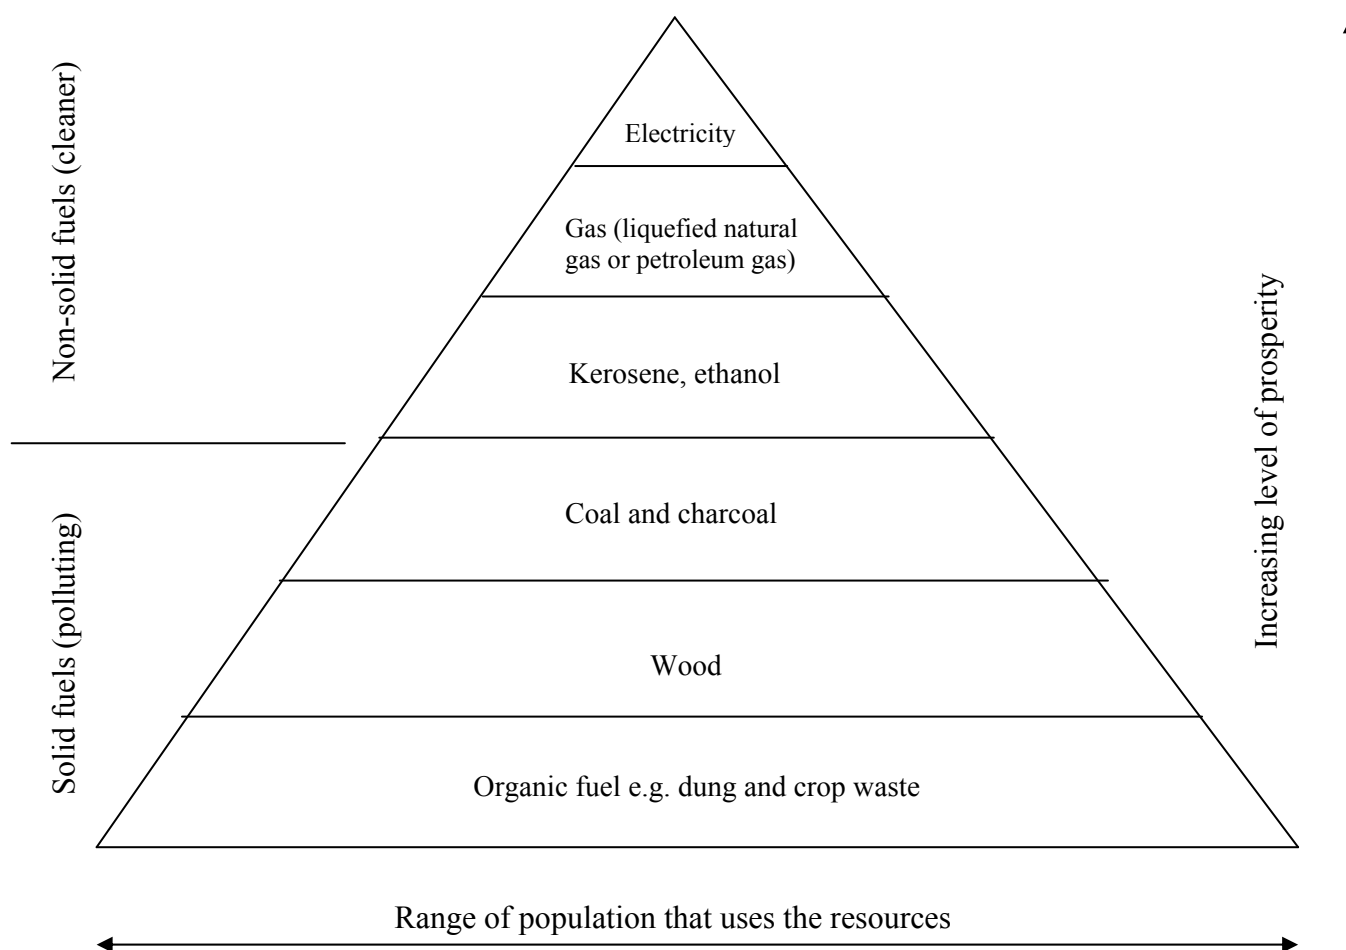 Non-solid fuels (cleaner)
Electricity
Gas (liquefied natural
gas or petroleum gas)
Kerosene, ethanol
Increasing level of prosperity
Coal and charcoal
Solid fuels (polluting)
Wood
Organic fuel e.g. dung and crop waste
Range of population that uses the resources